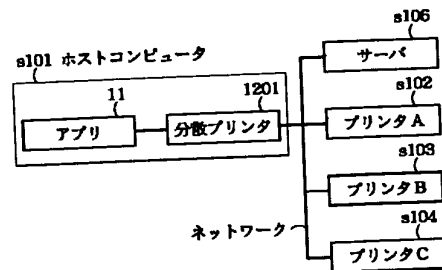 s106
s101 ホストコンピュータ
サーバ
11
1201
s102
アプリ
分散プリンタ
プリンタA
s103
プリンタB
ネットワーク
s104
プリンタC